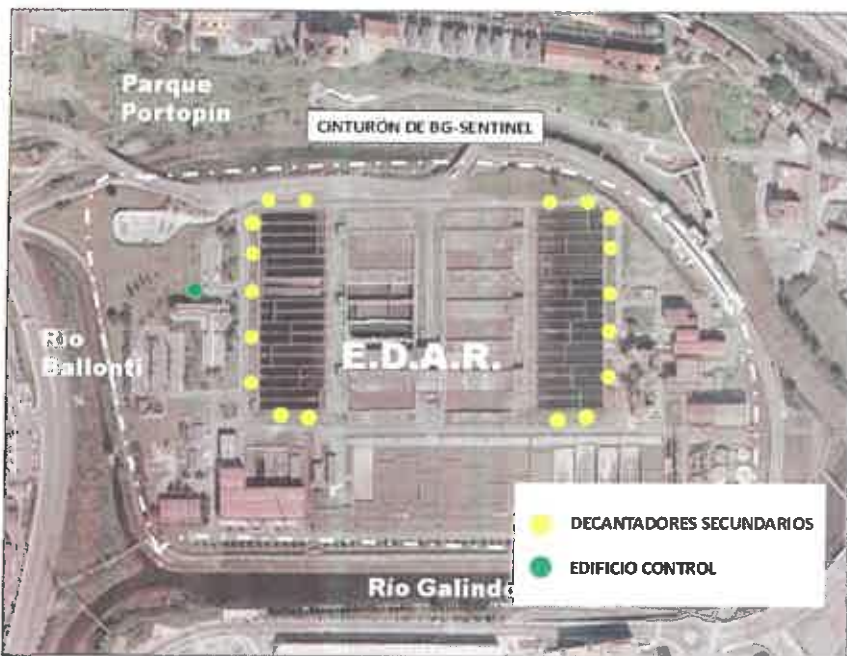 Parque
Portopin
CINTURÓN DE BG-SENTINEL
E.D.A.R.
Río
Ballonti
DECANTADORES SECUNDARIOS
EDIFICIO CONTROL
Río Galindo